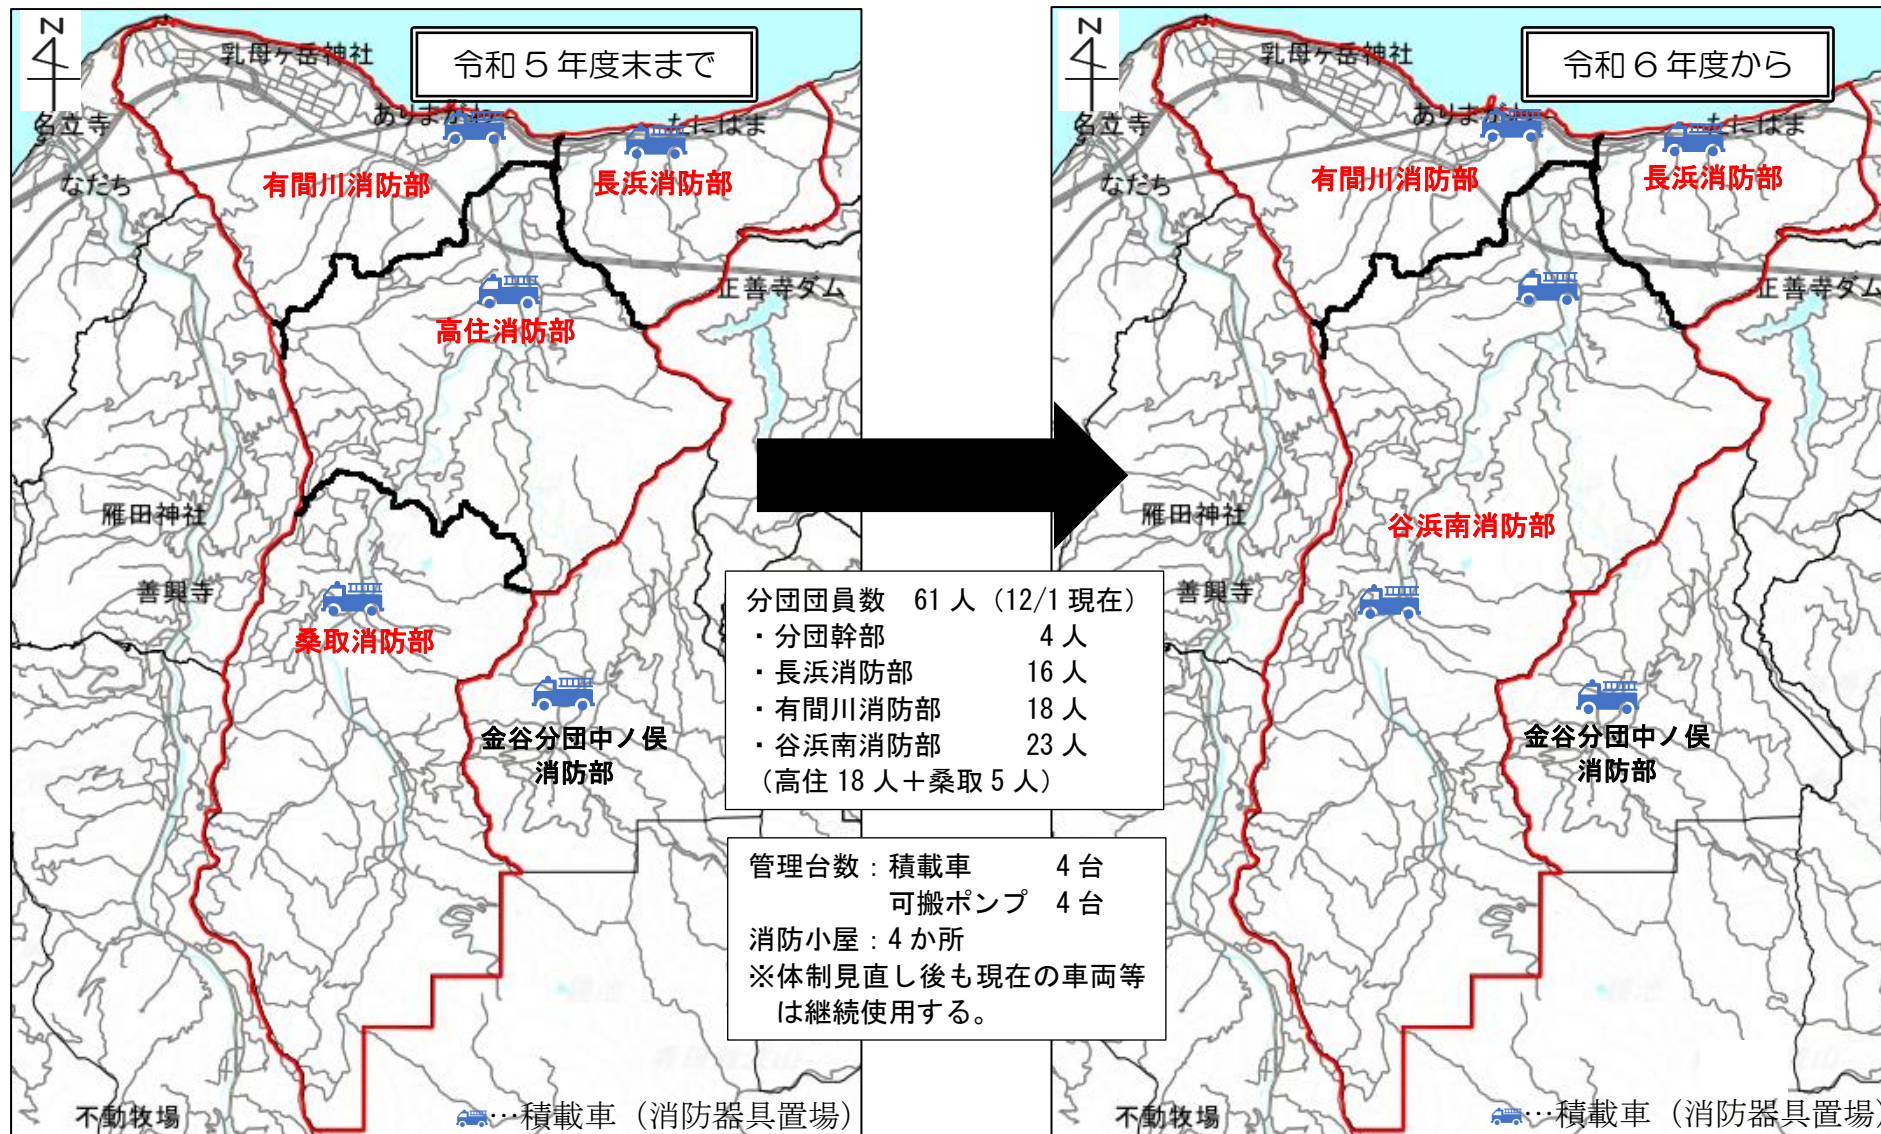 N
令和５年度末まで
乳母ヶ岳神社
名立寺
なだち
たにはま
有間川消防部
長浜消防部
正善寺ダム
高住消防部
雁田神社
善興寺
桑取消防部
金谷分団中ノ俣
消防部
不動牧場
…積載車（消防器具置場）
分団団員数　61 人（12/1 現在）
・分団幹部　4 人
・長浜消防部　16 人
・有間川消防部　18 人
・谷浜南消防部　23 人
（高住 18 人＋桑取 5 人）
管理台数：積載車　4 台
可搬ポンプ　4 台
消防小屋：4 か所
※体制見直し後も現在の車両等
は継続使用する。
N
令和６年度から
乳母ヶ岳神社
名立寺
なだち
たにはま
有間川消防部
長浜消防部
正善寺ダム
雁田神社
谷浜南消防部
善興寺
金谷分団中ノ俣
消防部
不動牧場
…積載車（消防器具置場）